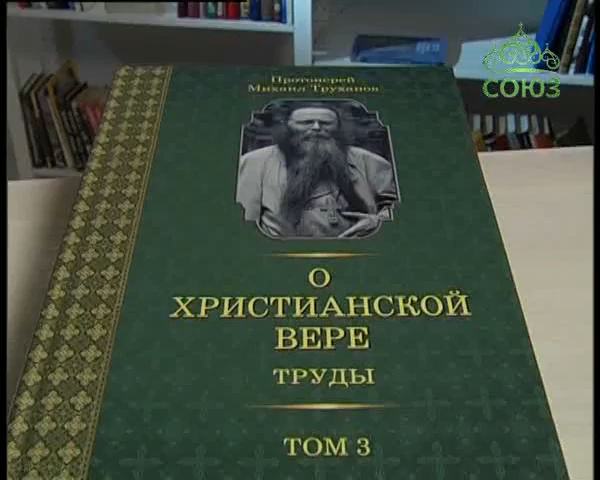 СОЮЗ
Протоиерей
Михаил Труханов
О
ХРИСТИАНСКОЙ
ВЕРЕ
ТРУДЫ
ТОМ 3